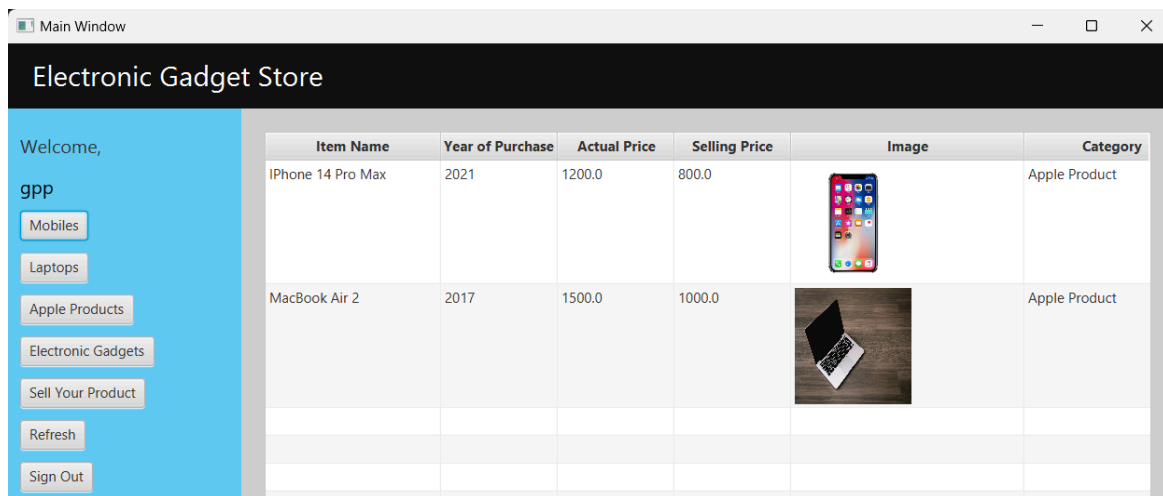 Main Window
Electronic Gadget Store
Welcome,
gpp
Mobiles
Laptops
Apple Products
Electronic Gadgets
Sell Your Product
Refresh
Sign Out
Item Name Year of Purchase Actual Price Selling Price Image Category
IPhone 14 Pro Max 2021 1200.0 800.0 Apple Product
MacBook Air 2 2017 1500.0 1000.0 Apple Product